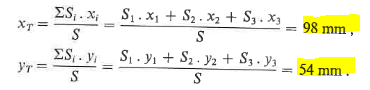 x_T = ΣS_i . x_i / S = S_1 . x_1 + S_2 . x_2 + S_3 . x_3 / S = 98 mm ,
y_T = ΣS_i . y_i / S = S_1 . y_1 + S_2 . y_2 + S_3 . y_3 / S = 54 mm .